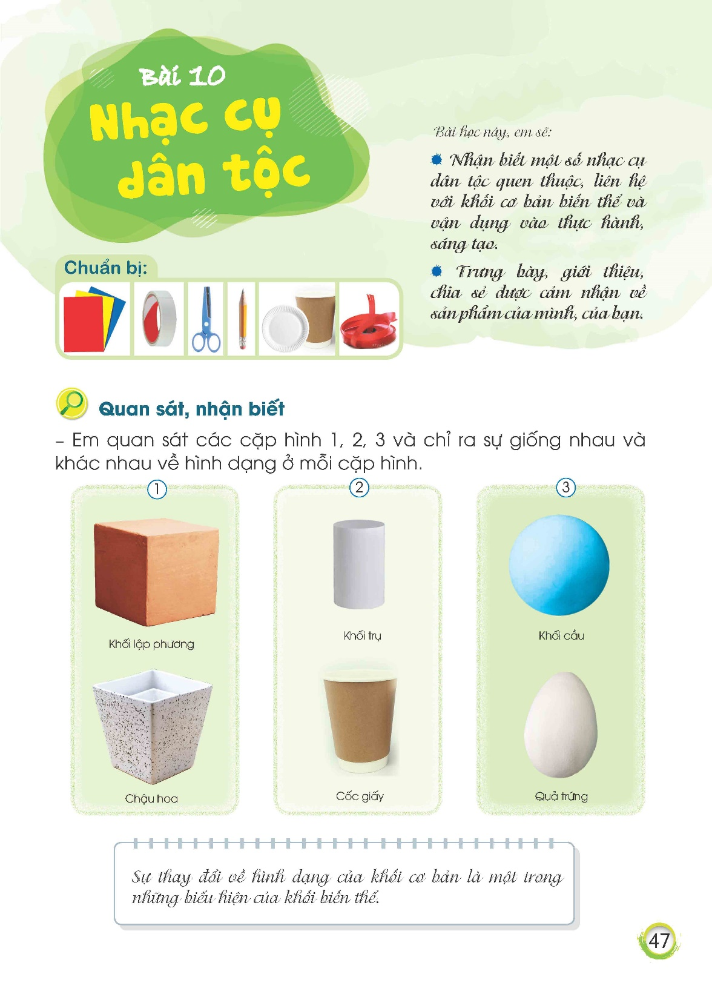 Bài 10
Nhạc cụ
dân tộc
Bài học này, em sẽ:
Nhận biết một số nhạc cụ
dân tộc quen thuộc, liên hệ
với khối cơ bản biến thể và
vận dụng vào thực hành,
sáng tạo.
Trưng bày, giới thiệu,
chia sẻ được cảm nhận về
sản phẩm của mình, của bạn.
Chuẩn bị:
Quan sát, nhận biết
– Em quan sát các cặp hình 1, 2, 3 và chỉ ra sự giống nhau và
khác nhau về hình dạng ở mỗi cặp hình.
1
2
3
Khối lập phương
Khối trụ
Khối cầu
Chậu hoa
Cốc giấy
Quả trứng
Sự thay đổi về hình dạng của khối cơ bản là một trong
những biểu hiện của khối biến thể.
47